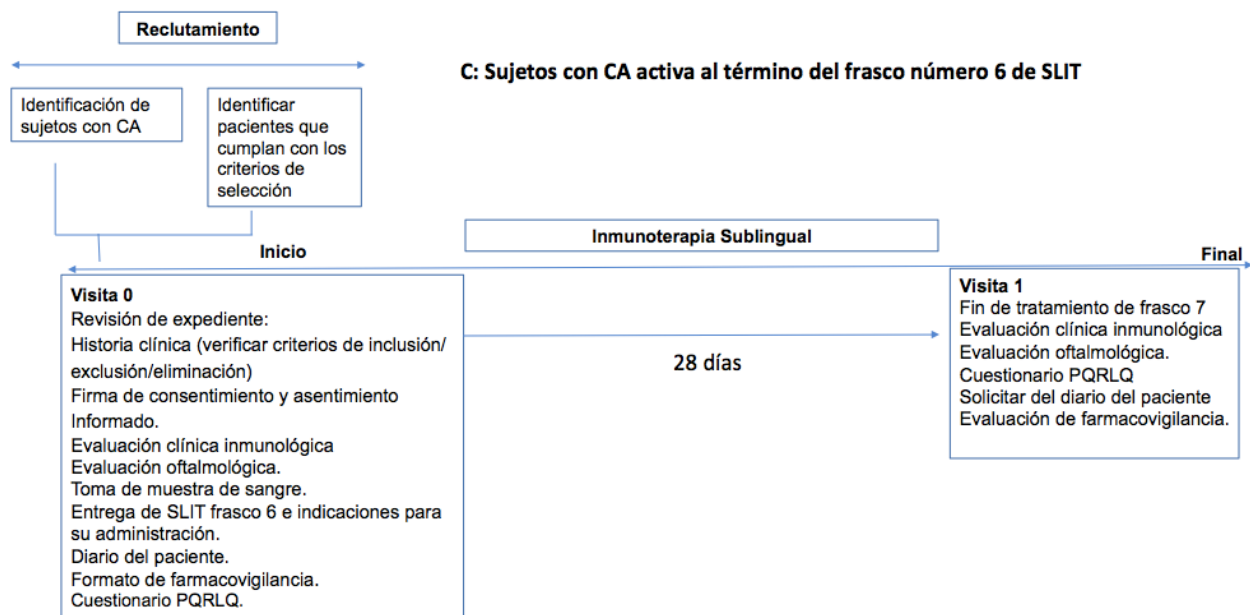 Reclutamiento
C: Sujetos con CA activa al término del frasco número 6 de SLIT
Identificación de
sujetos con CA
Identificar
pacientes que
cumplan con los
criterios de
selección
Inmunoterapia Sublingual
Inicio
Final
Visita 0
Revisión de expediente:
Historia clínica (verificar criterios de inclusión/
exclusión/eliminación)
Firma de consentimiento y asentimiento
Informado.
Evaluación clínica inmunológica
Evaluación oftalmológica.
Toma de muestra de sangre.
Entrega de SLIT frasco 6 e indicaciones para
su administración.
Diario del paciente.
Formato de farmacovigilancia.
Cuestionario PQRLQ.
28 días
Visita 1
Fin de tratamiento de frasco 7
Evaluación clínica inmunológica
Evaluación oftalmológica.
Cuestionario PQRLQ
Solicitar del diario del paciente
Evaluación de farmacovigilancia.